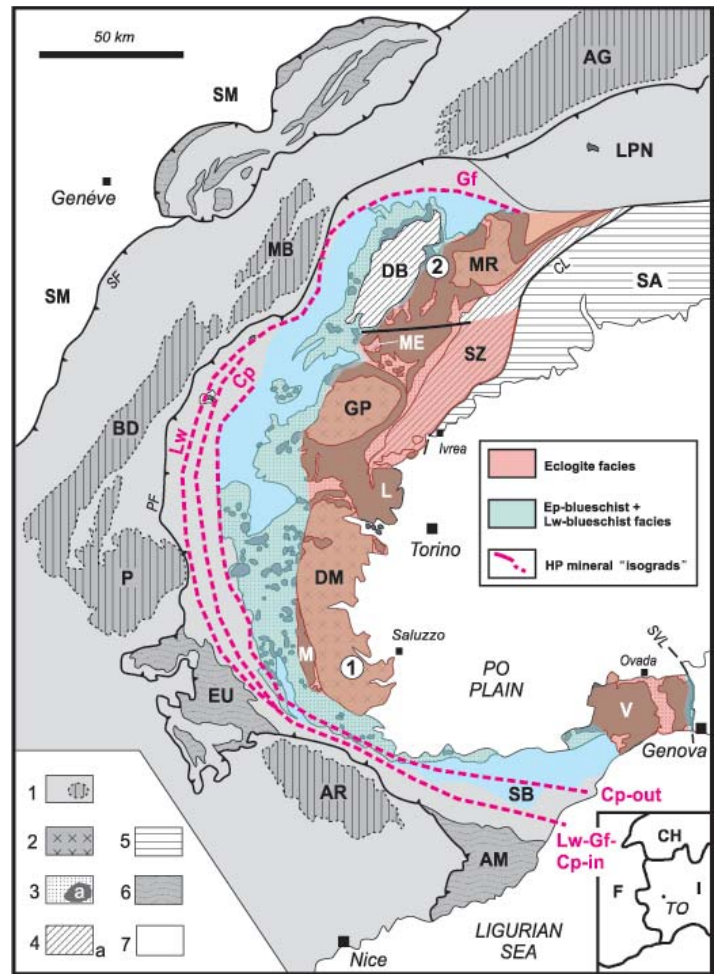 50 km
AG
SM
LPN
Genéve
Gf
MB
DB
2
MR
CL
SA
SM
SF
ME
SZ
Cp
Lw
GP
BD
Ivrea
L
Eclogite facies
Ep-blueschist +
Lw-blueschist facies
HP mineral “isograds”
PF
Torino
P
DM
M
1
Saluzzo
PO
PLAIN
SVL
Ovada
EU
V
Genova
AR
SB
Cp-out
Lw-Gf-
Cp-in
AM
1
2
3
a
4
a
5
6
7
Nice
LIGURIAN
SEA
CH
F
I
TO